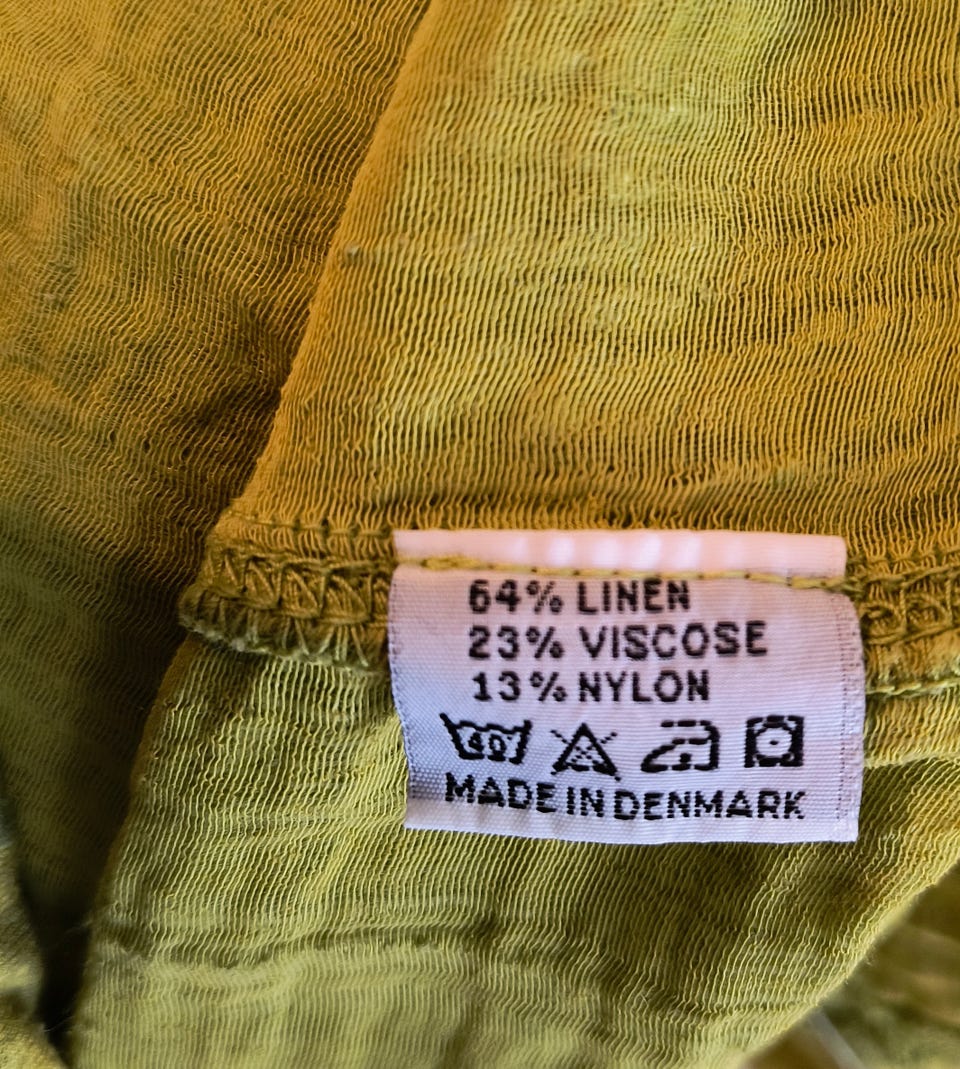 64% LINEN
23% VISCOSE
13% NYLON
40
MADE IN DENMARK